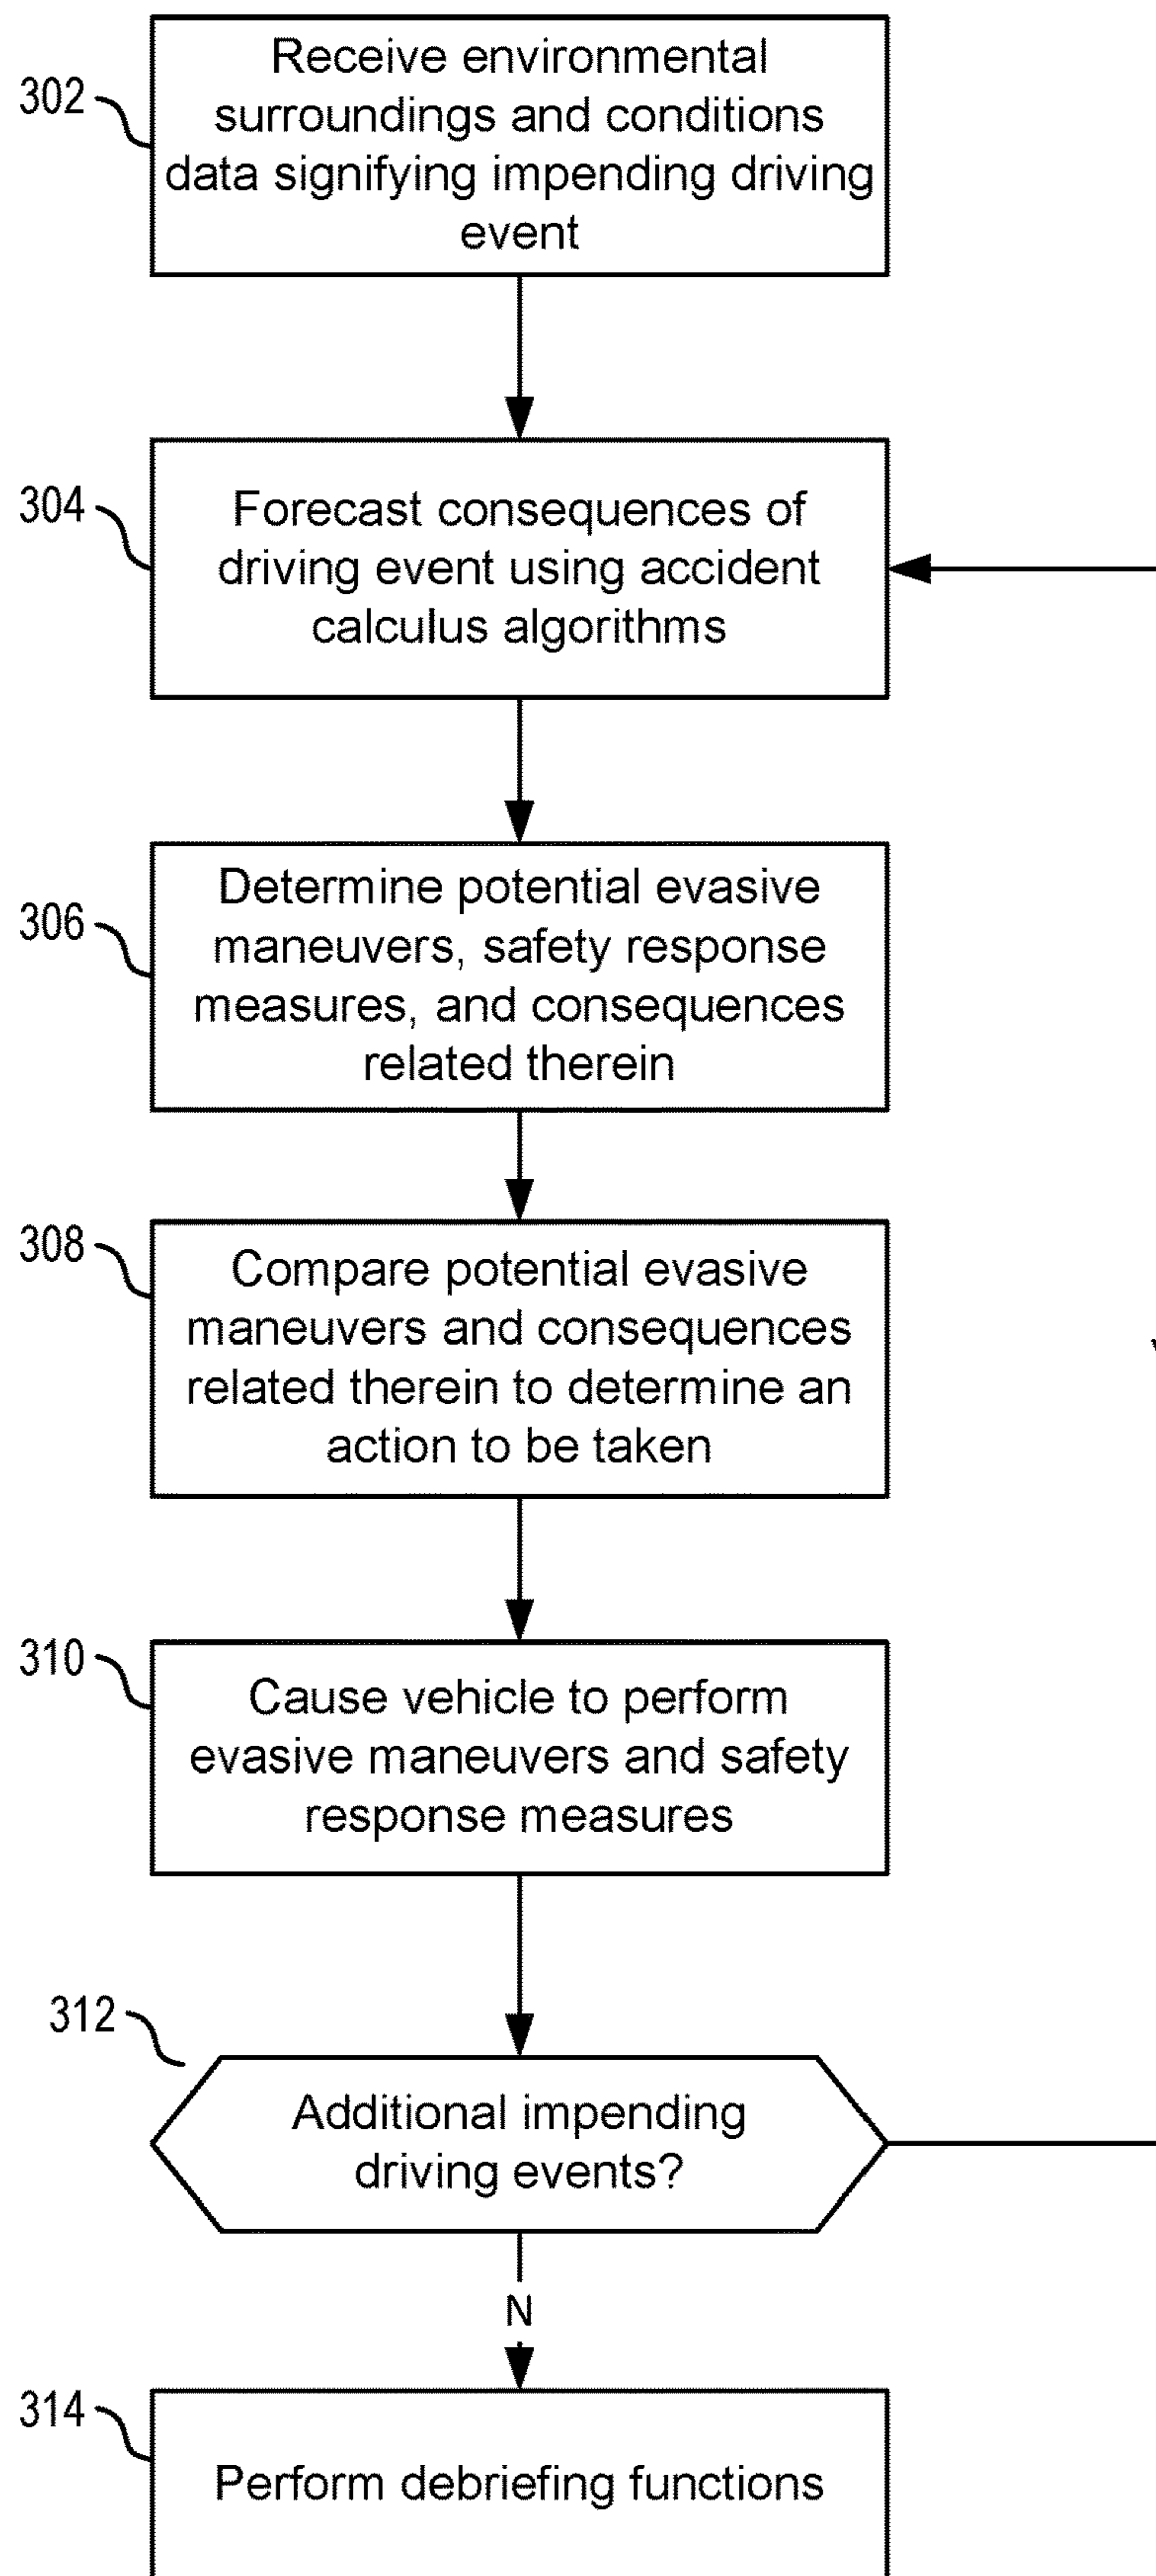 302
Receive environmental
surroundings and conditions
data signifying impending driving
event
304
Forecast consequences of
driving event using accident
calculus algorithms
306
Determine potential evasive
maneuvers, safety response
measures, and consequences
related therein
308
Compare potential evasive
maneuvers and consequences
related therein to determine an
action to be taken
310
Cause vehicle to perform
evasive maneuvers and safety
response measures
312
Additional impending
driving events?
N
314
Perform debriefing functions